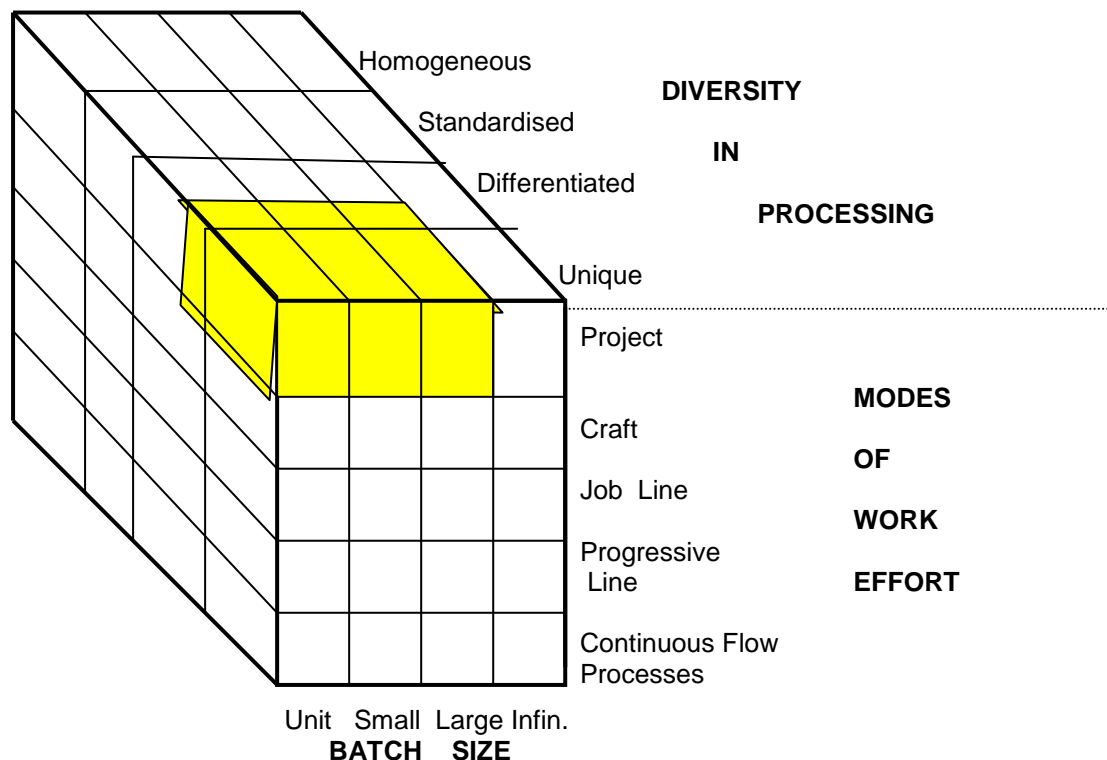 Homogeneous
DIVERSITY
Standardised
IN
Differentiated
PROCESSING
Unique
Project
MODES
Craft
OF
Job Line
WORK
Progressive
Line
EFFORT
Continuous Flow
Processes
Unit Small Large Infin.
BATCH SIZE